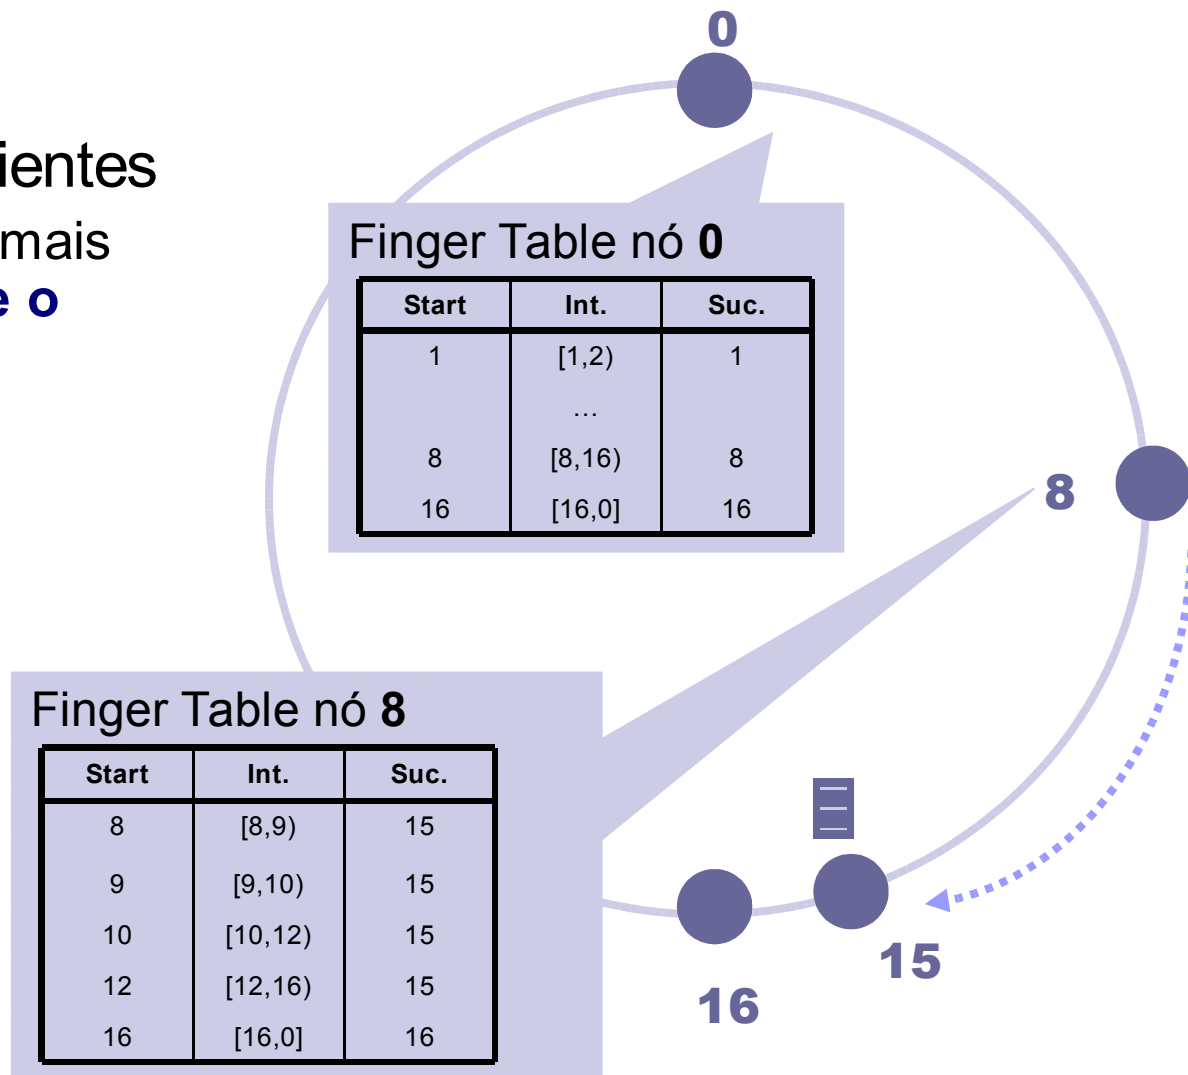 0
ientes
mais
e o
Finger Table nó 0
Start Int. Suc.
1 [1,2) 1
...
8 [8,16) 8
16 [16,0] 16
8
Finger Table nó 8
Start Int. Suc.
8 [8,9) 15
9 [9,10) 15
10 [10,12) 15
12 [12,16) 15
16 [16,0] 16
15
16